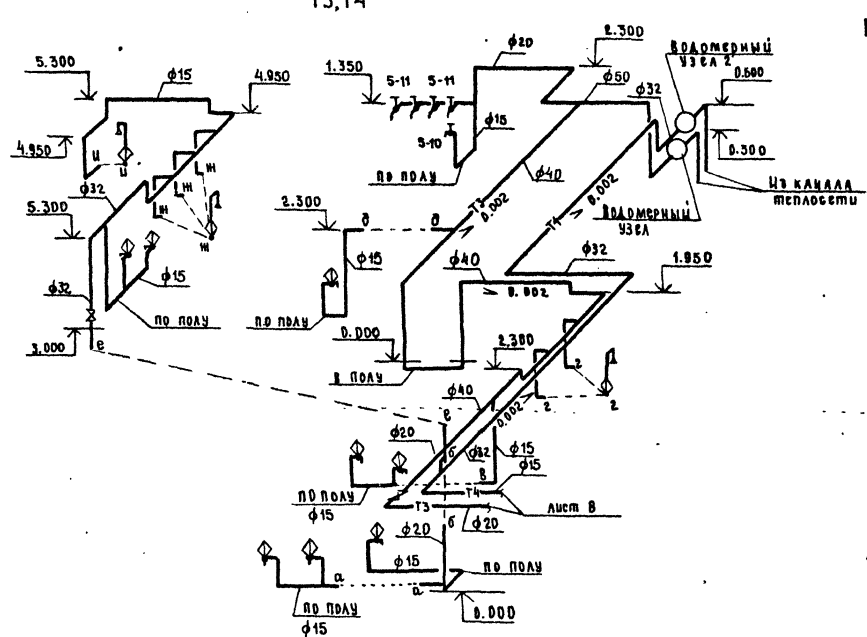 Т3,Т4
5.300
ф15
4.950
1.350
5-11
5-11
ф20
2.300
ф50
ВОДОМЕРНЫЙ
УЗЕЛ 2
0.600
ф32
4.950
и
и
5-10
ф15
ПО ПОЛУ
0.300
ж
ж
ж
ж
ф32
Т3
0.002
ф40
0.002
Т4
ВОДОМЕРНЫЙ
УЗЕЛ
ИЗ КАНАЛА
ТЕПЛОСЕТИ
5.300
2.300
д
д
ф15
ф15
ф40
ф32
1.950
0.002
ф32
ПО ПОЛУ
ПО ПОЛУ
3.000
е
0.000
В ПОЛУ
2,300
2
2
2
ф40
0.002
е
ф20
б
ф32
ф15
ф15
В
ПО ПОЛУ
ф15
Т4
Т3
ЛИСТ 8
ф20
б
ф20
ф15
ПО ПОЛУ
а
а
ПО ПОЛУ
ф15
0.000